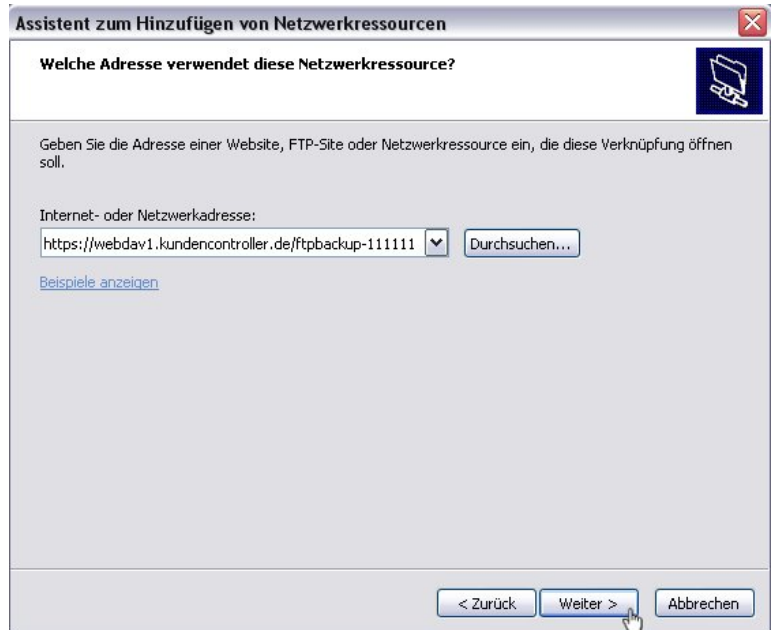 Assistent zum Hinzufügen von Netzwerkressourcen
Welche Adresse verwendet diese Netzwerkressource?
Geben Sie die Adresse einer Website, FTP-Site oder Netzwerkressource ein, die diese Verknüpfung öffnen
soll.
Internet- oder Netzwerkadresse:
https://webdav1.kundencontroller.de/ftpbackup-111111
Durchsuchen...
Beispiele anzeigen
< Zurück
Weiter >
Abbrechen